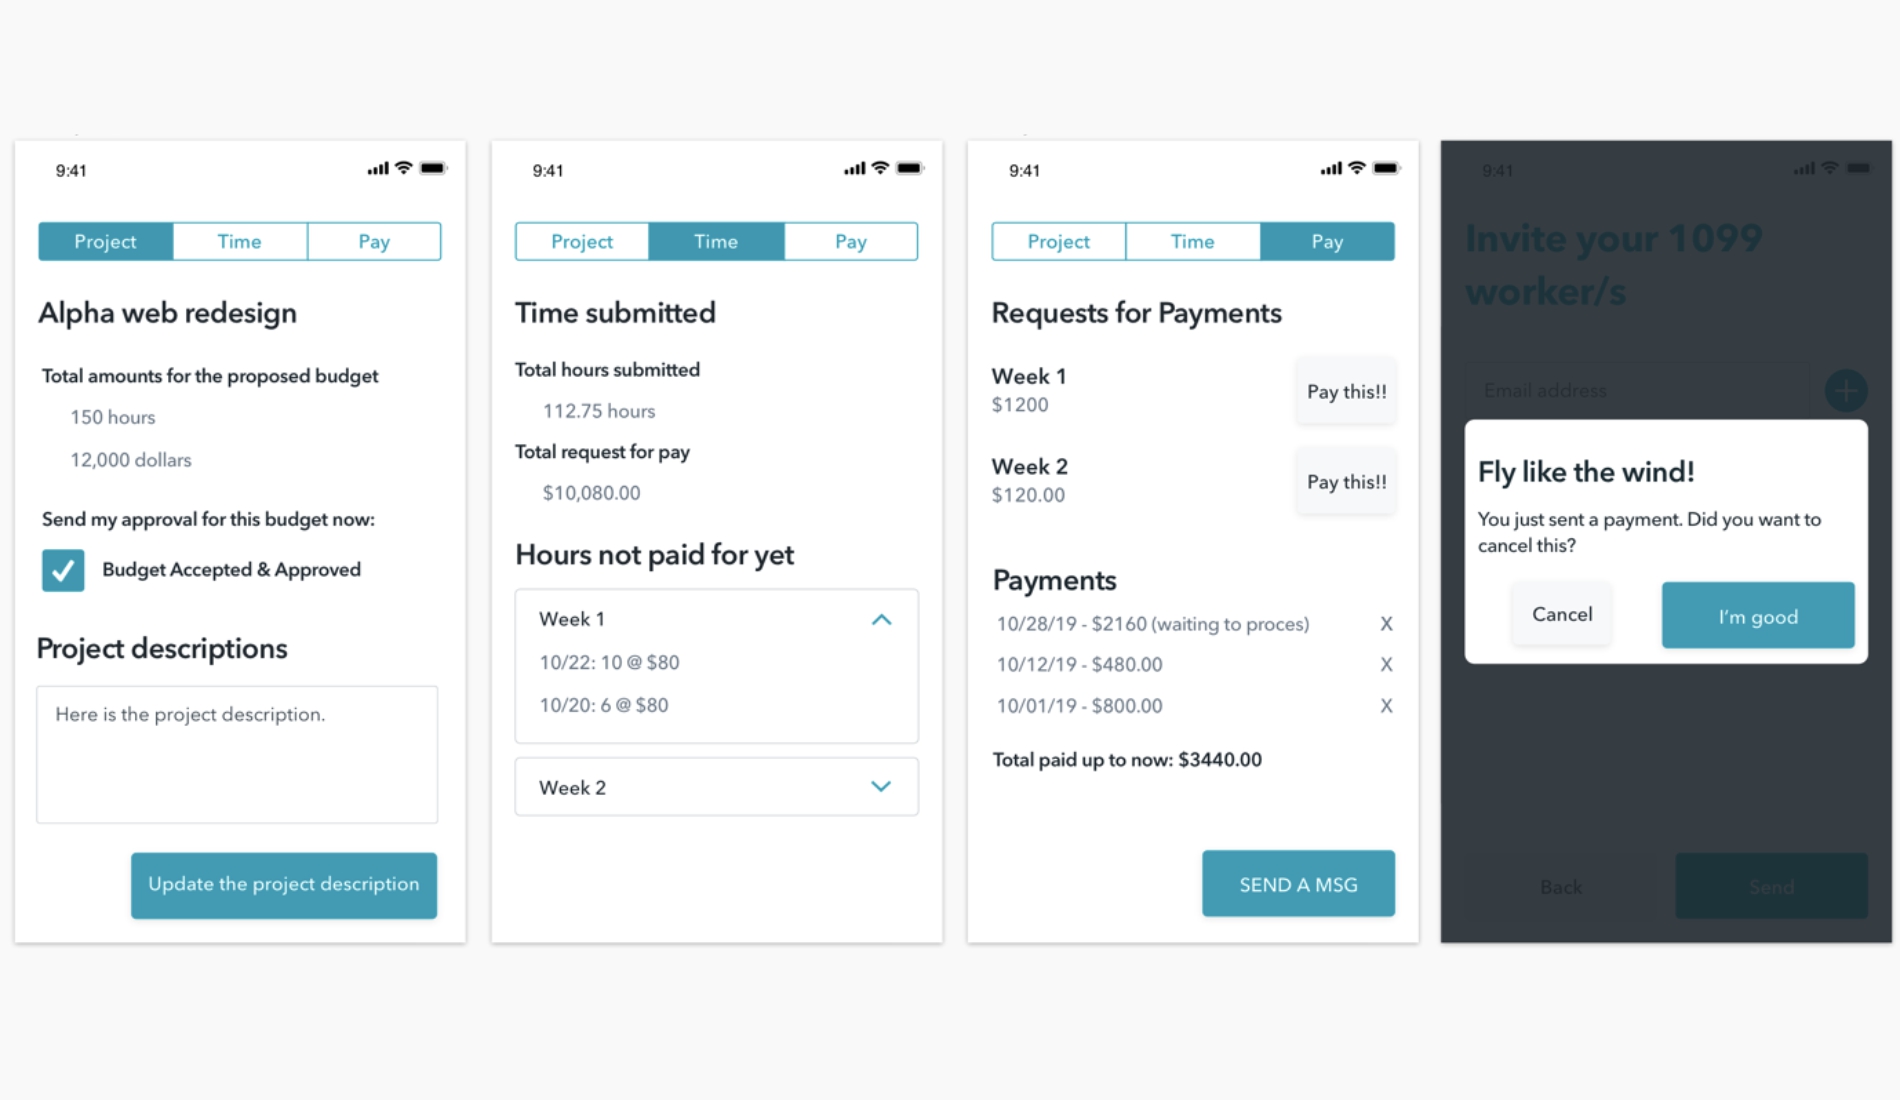 9:41
Project Time Pay
Alpha web redesign
Total amounts for the proposed budget
150 hours
12,000 dollars
Send my approval for this budget now:
Budget Accepted & Approved
Project descriptions
Here is the project description.
Update the project description
9:41
Project Time Pay
Time submitted
Total hours submitted
112.75 hours
Total request for pay
$10,080.00
Hours not paid for yet
Week 1
10/22: 10 @ $80
10/20: 6 @ $80
Week 2
9:41
Project Time Pay
Requests for Payments
Week 1
$1200
Pay this!!
Week 2
$120.00
Pay this!!
Payments
10/28/19 - $2160 (waiting to proces) X
10/12/19 - $480.00 X
10/01/19 - $800.00 X
Total paid up to now: $3440.00
SEND A MSG
9:41
Invite your 1099
worker/s
Email address
Fly like the wind!
You just sent a payment. Did you want to
cancel this?
Cancel I'm good
Back Send